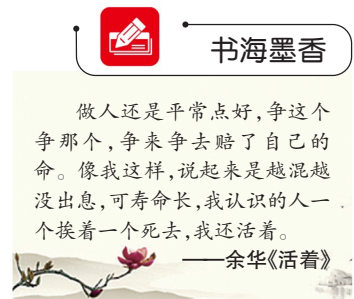 书海墨香
做人还是平常点好,争这个
争那个,争来争去赔了自己的
命。像我这样,说起来是越混越
没出息,可寿命长,我认识的人一
个挨着一个死去,我还活着。
——余华《活着》